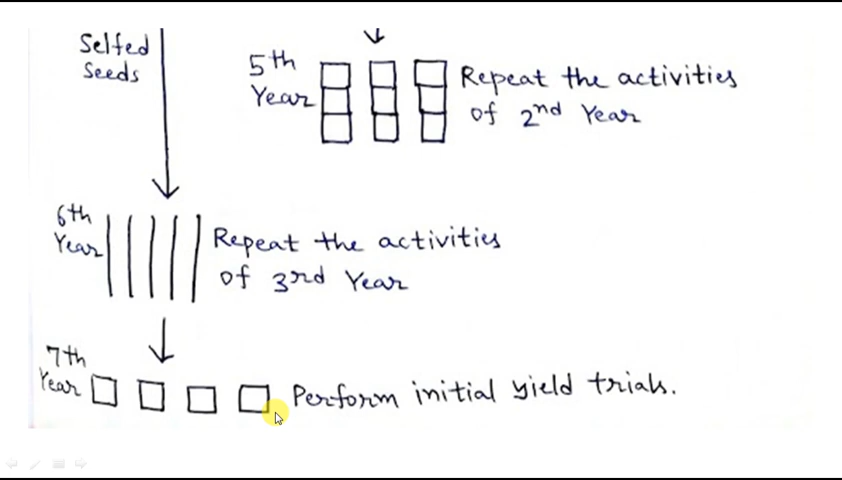 Selfed
Seeds
5th
Year
Repeat the activities
of 2nd Year
6th
Year
Repeat the activities
of 3rd Year
7th
Year
Perform initial yield trials.